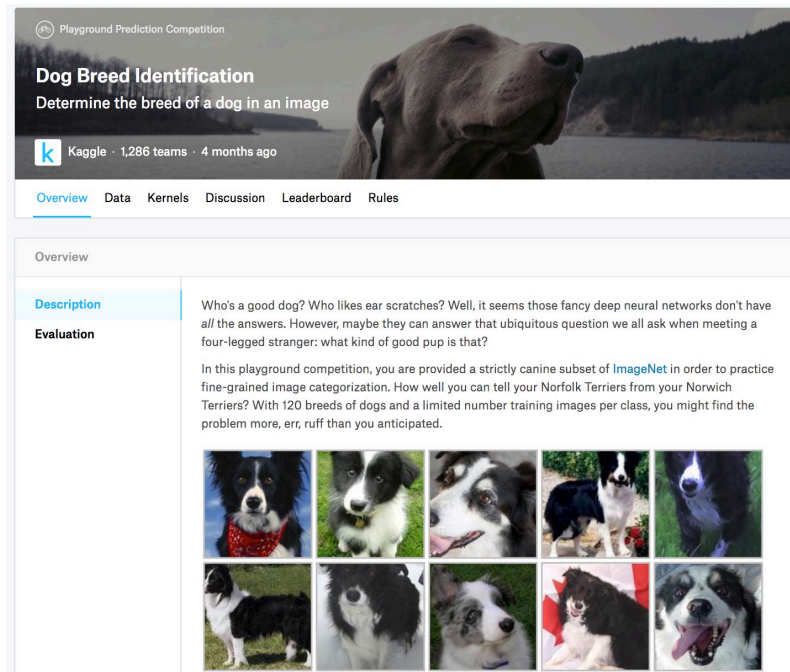 Playground Prediction Competition
Dog Breed Identification
Determine the breed of a dog in an image
k Kaggle · 1,286 teams · 4 months ago
Overview Data Kernels Discussion Leaderboard Rules
Overview
Description
Evaluation
Who's a good dog? Who likes ear scratches? Well, it seems those fancy deep neural networks don't have
all the answers. However, maybe they can answer that ubiquitous question we all ask when meeting a
four-legged stranger: what kind of good pup is that?
In this playground competition, you are provided a strictly canine subset of ImageNet in order to practice
fine-grained image categorization. How well you can tell your Norfolk Terriers from your Norwich
Terriers? With 120 breeds of dogs and a limited number training images per class, you might find the
problem more, err, ruff than you anticipated.